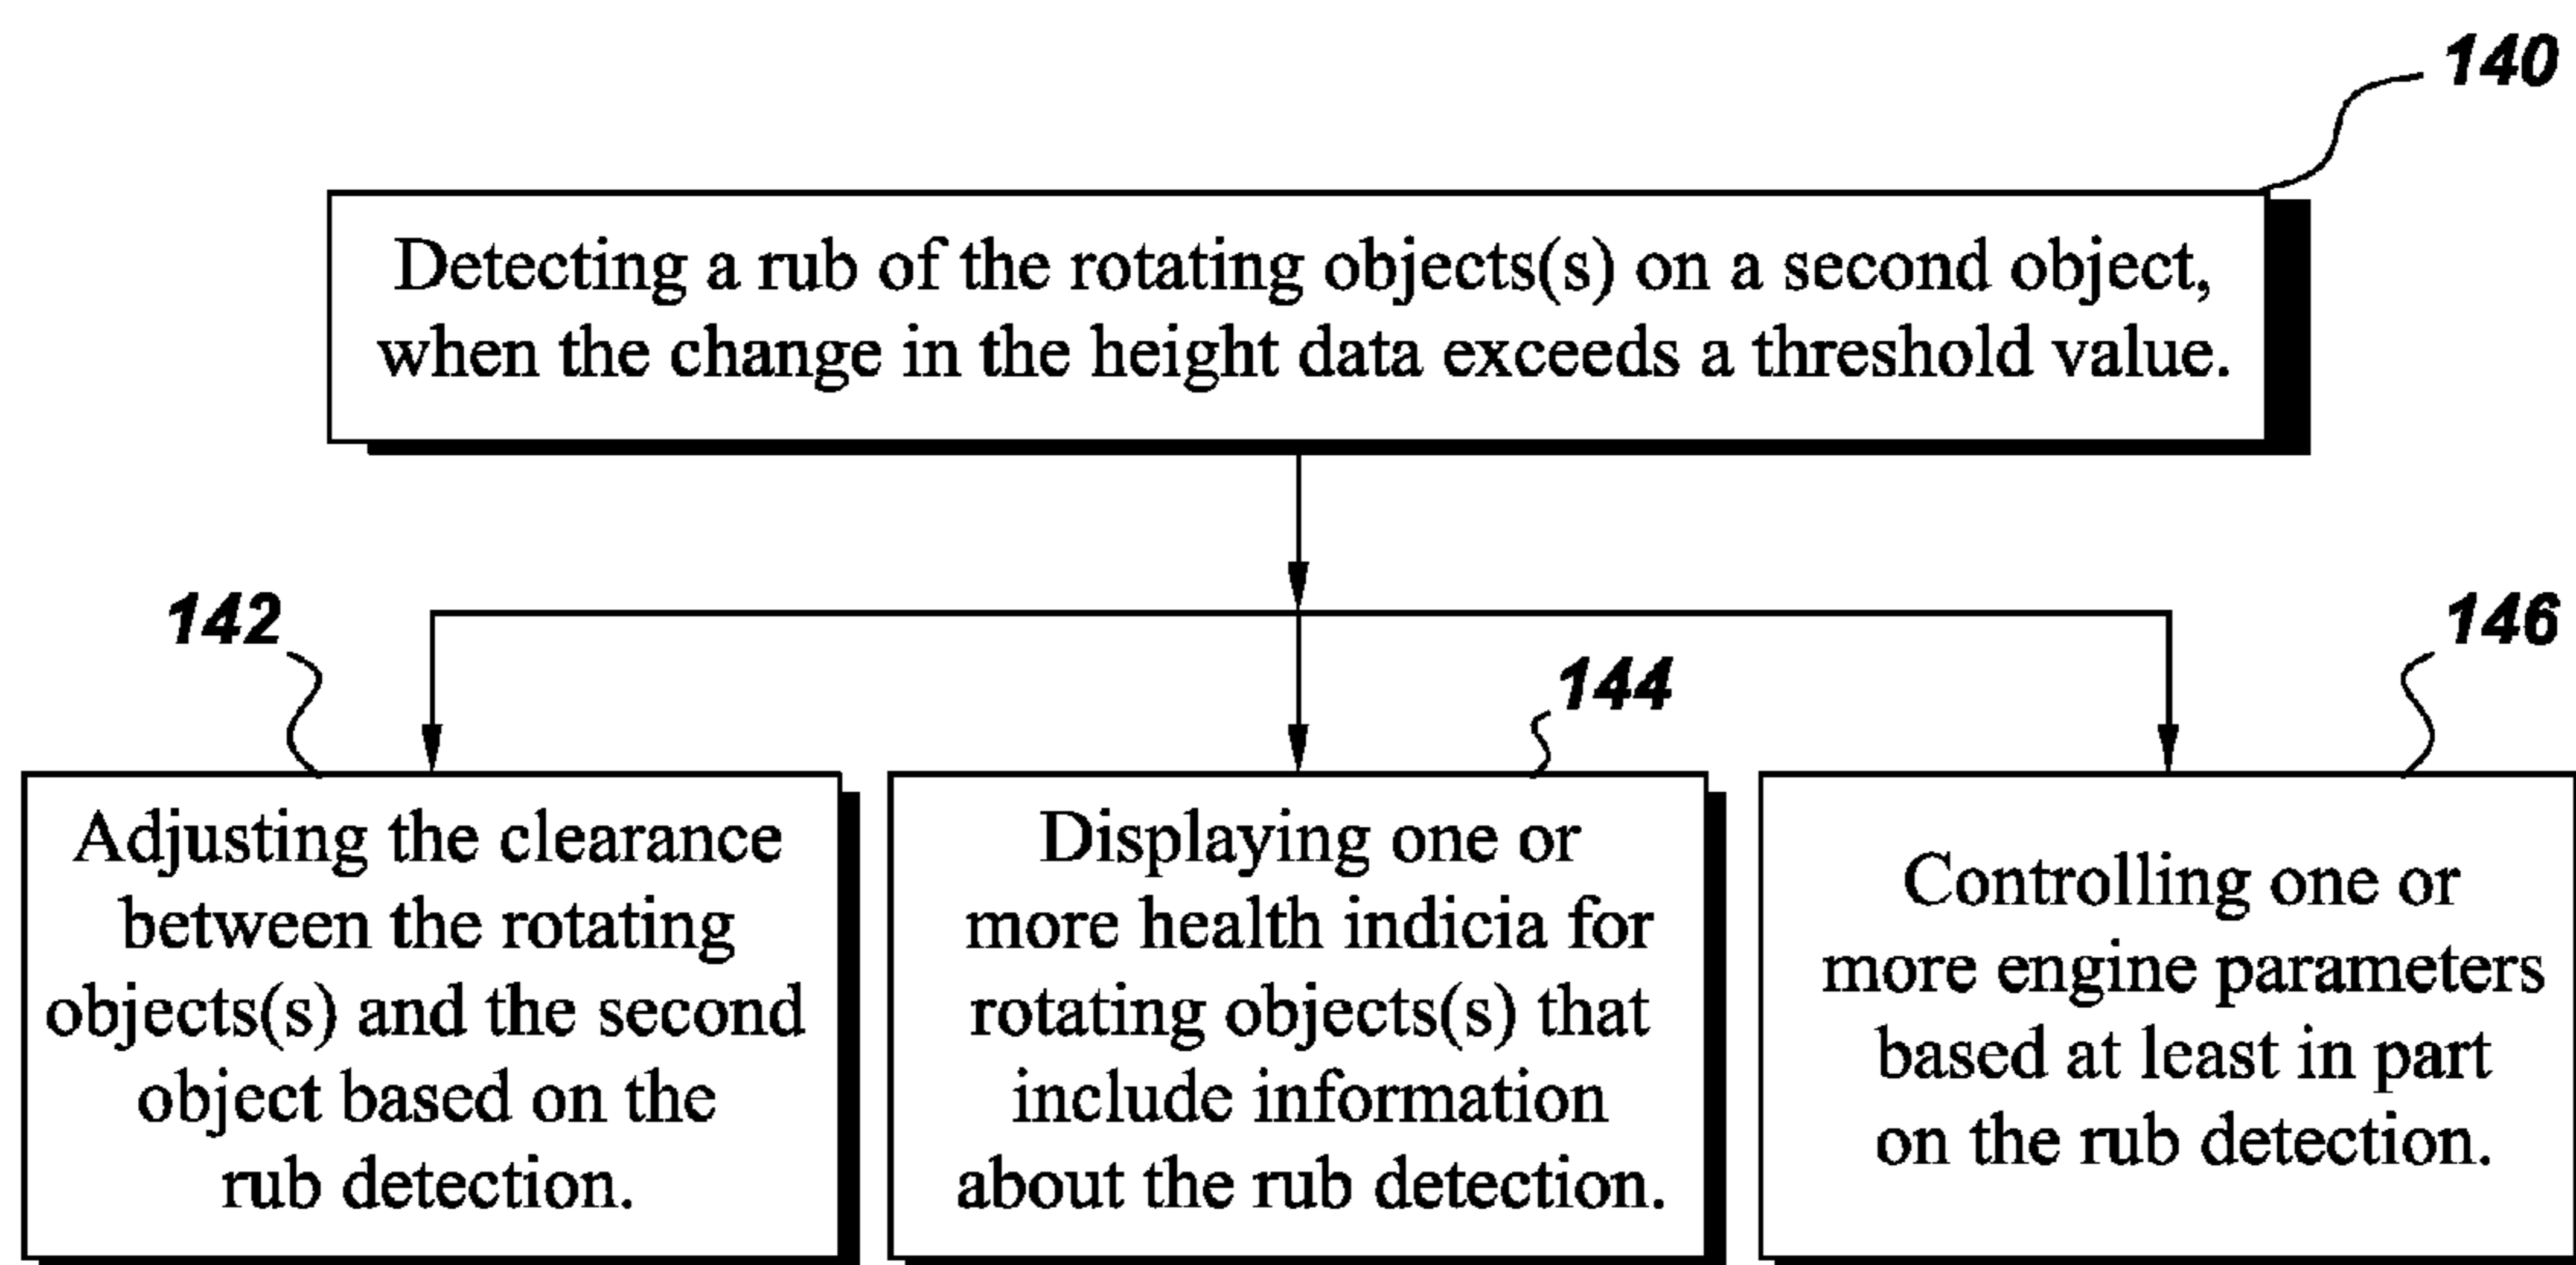 140
Detecting a rub of the rotating objects(s) on a second object,
when the change in the height data exceeds a threshold value.
142
144
146
Adjusting the clearance
between the rotating
objects(s) and the second
object based on the
rub detection.
Displaying one or
more health indicia for
rotating objects(s) that
include information
about the rub detection.
Controlling one or
more engine parameters
based at least in part
on the rub detection.